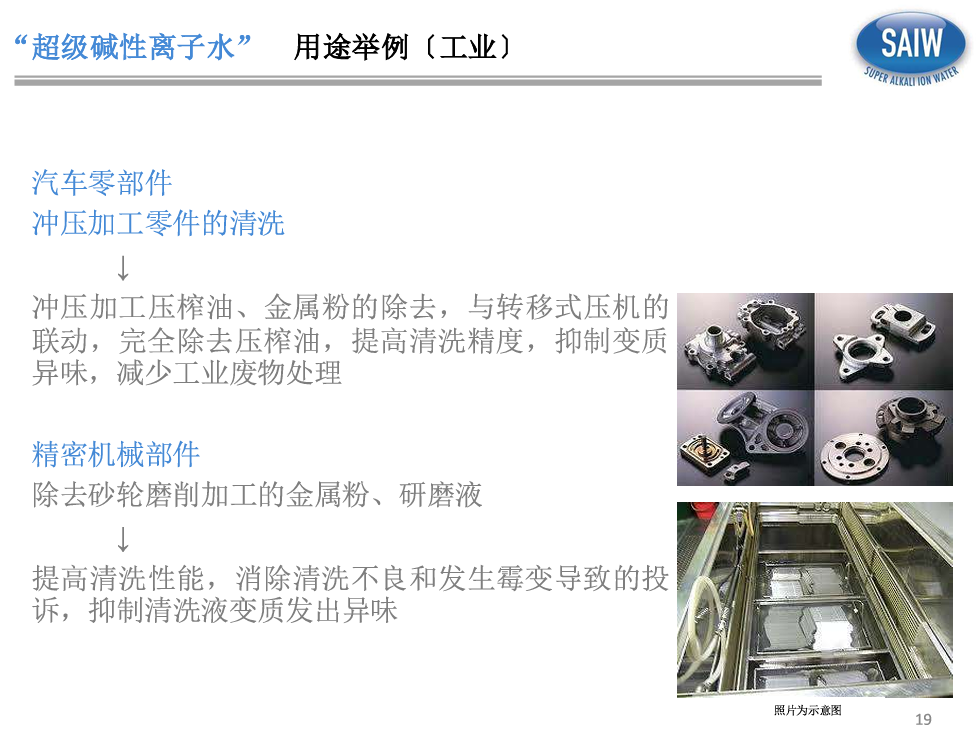 “超级碱性离子水” 用途举例〔工业〕
SAIW
SUPER ALKALI ION WATER
汽车零部件
冲压加工零件的清洗
↓
冲压加工压榨油、金属粉的除去，与转移式压机的
联动，完全除去压榨油，提高清洗精度，抑制变质
异味，减少工业废物处理
精密机械部件
除去砂轮磨削加工的金属粉、研磨液
↓
提高清洗性能，消除清洗不良和发生霉变导致的投
诉，抑制清洗液变质发出异味
照片为示意图
19